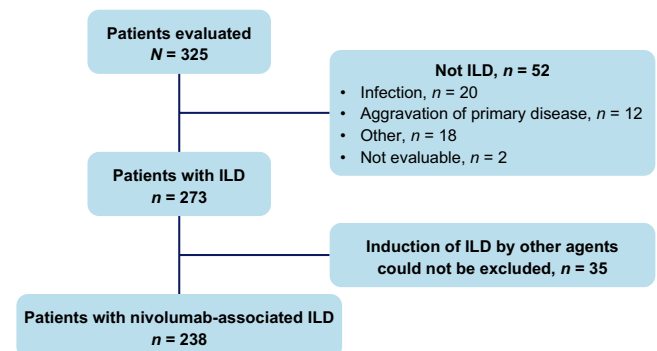 Patients evaluated
N = 325
Not ILD, n = 52
• Infection, n = 20
• Aggravation of primary disease, n = 12
• Other, n = 18
• Not evaluable, n = 2
Patients with ILD
n = 273
Induction of ILD by other agents
could not be excluded, n = 35
Patients with nivolumab-associated ILD
n = 238